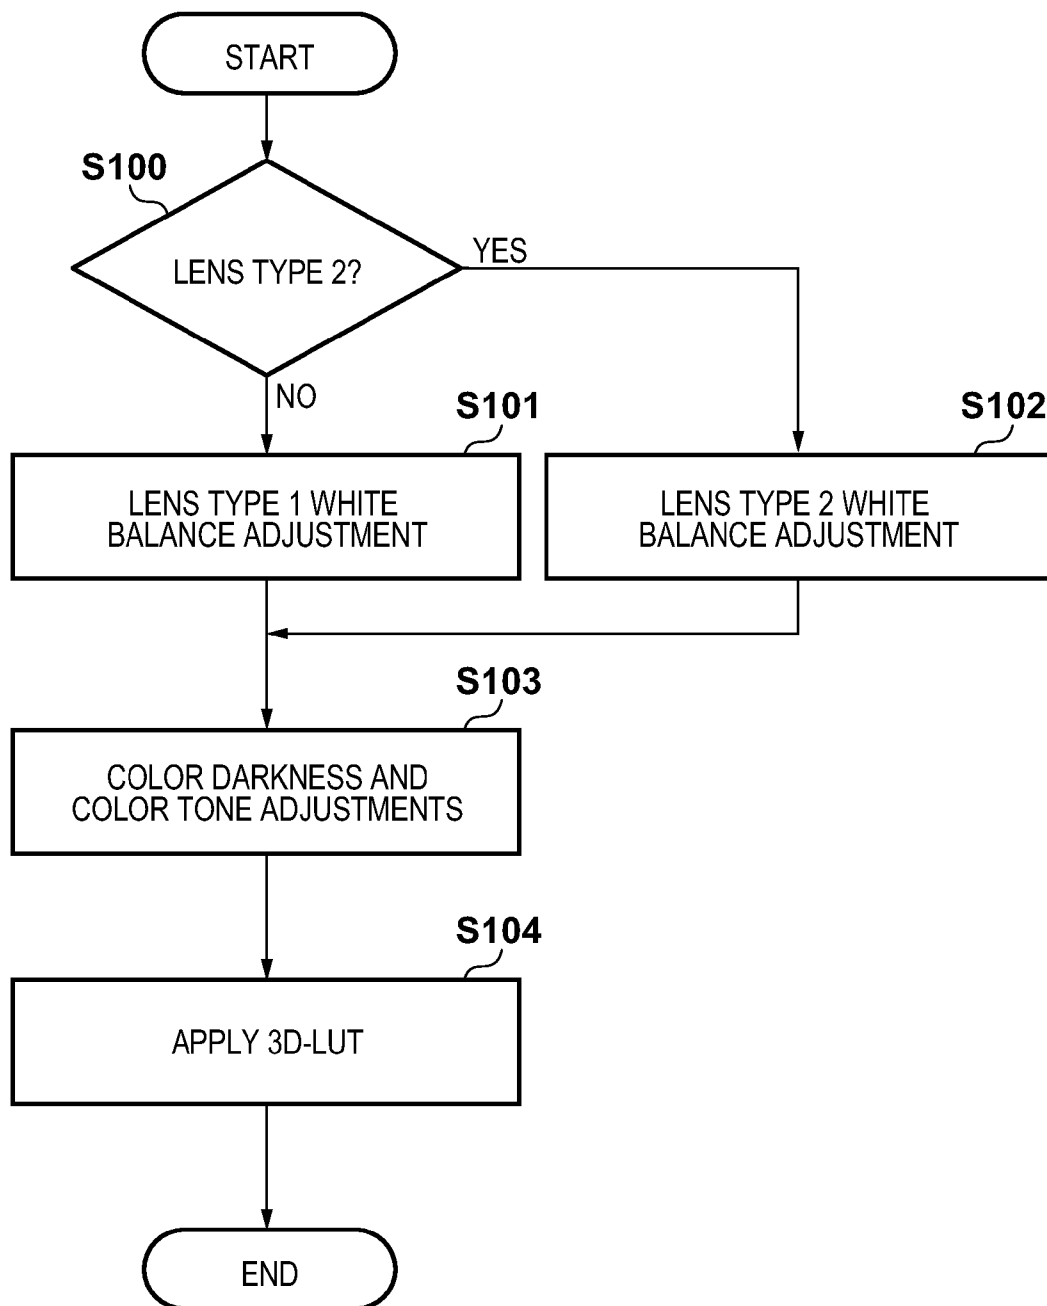 START
S100
LENS TYPE 2?
YES
NO
S101
LENS TYPE 1 WHITE
BALANCE ADJUSTMENT
S102
LENS TYPE 2 WHITE
BALANCE ADJUSTMENT
S103
COLOR DARKNESS AND
COLOR TONE ADJUSTMENTS
S104
APPLY 3D-LUT
END